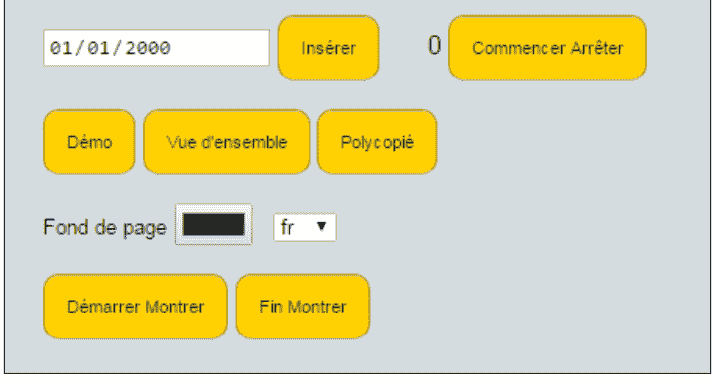 01/01/2000 Insérer 0 Commencer Arrêter
Démo Vue d'ensemble Polycopié
Fond de page fr
Démarrer Montrer Fin Montrer